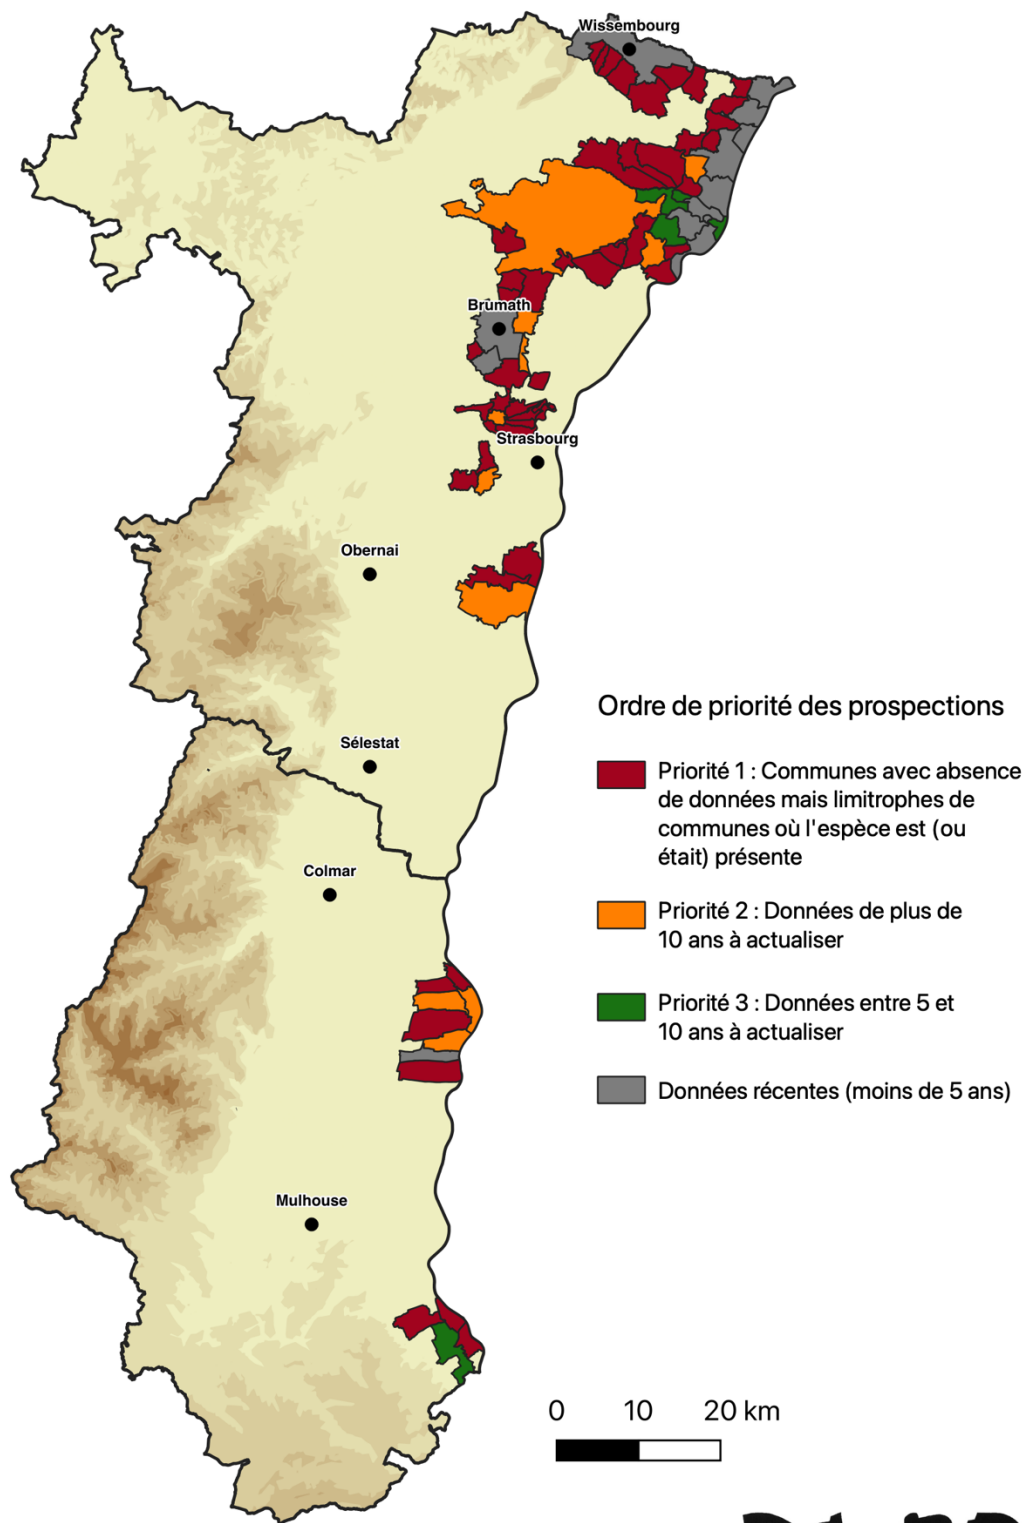 Wissembourg
Brumath
Strasbourg
Obernai
Sélestat
Colmar
Mulhouse
Ordre de priorité des prospections
Priorité 1 : Communes avec absence
de données mais limitrophes de
communes où l'espèce est (ou
était) présente
Priorité 2 : Données de plus de
10 ans à actualiser
Priorité 3 : Données entre 5 et
10 ans à actualiser
Données récentes (moins de 5 ans)
0 10 20 km